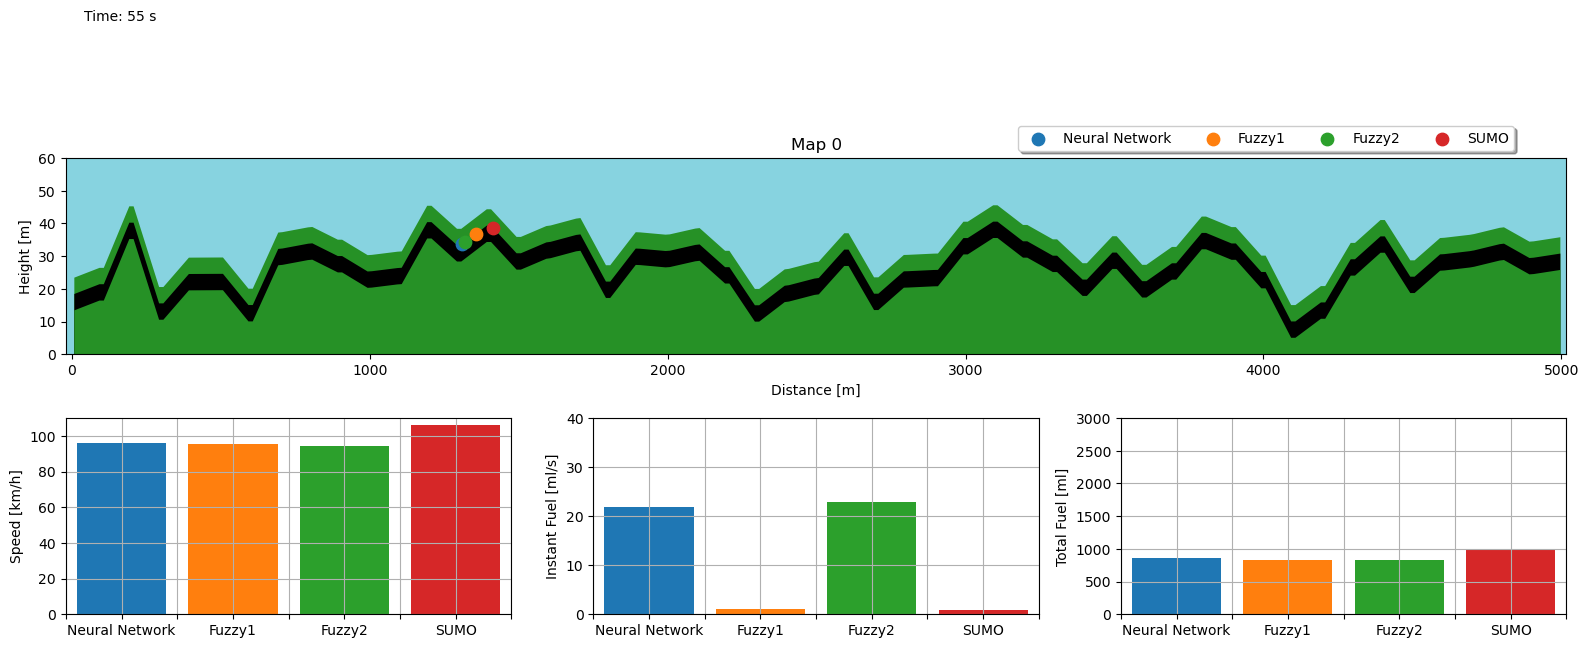 Time: 55 s
Neural Network Fuzzy1 Fuzzy2 SUMO
Map 0
60
50
40
30
20
10
0
Height [m]
0 1000 2000 3000 4000 5000
Distance [m]
100
80
60
40
20
0
Speed [km/h]
Neural Network Fuzzy1 Fuzzy2 SUMO
40
30
20
10
0
Instant Fuel [ml/s]
Neural Network Fuzzy1 Fuzzy2 SUMO
3000
2500
2000
1500
1000
500
0
Total Fuel [ml]
Neural Network Fuzzy1 Fuzzy2 SUMO